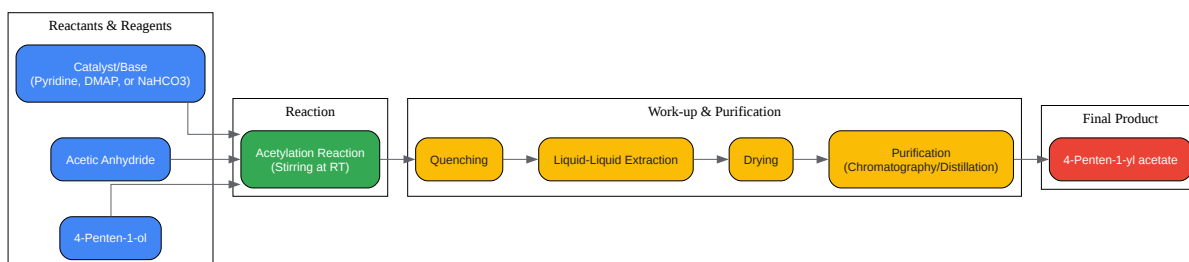 Reactants & Reagents
Catalyst/Base
(Pyridine, DMAP, or NaHCO3)
Acetic Anhydride
4-Penten-1-ol
Reaction
Acetylation Reaction
(Stirring at RT)
Work-up & Purification
Quenching
Liquid-Liquid Extraction
Drying
Purification
(Chromatography/Distillation)
Final Product
4-Penten-1-yl acetate